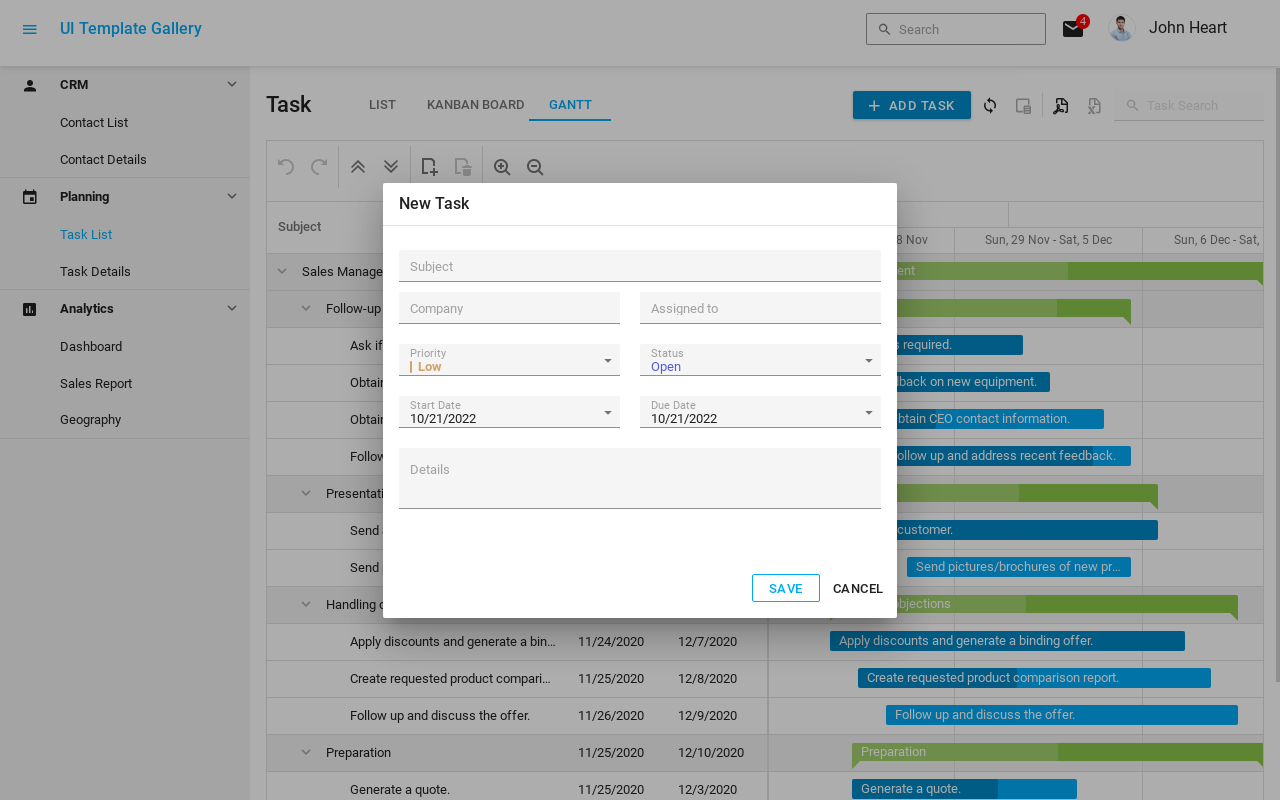 UI Template Gallery
Search
4
John Heart
CRM
Contact List
Contact Details
Planning
Task List
Task Details
Analytics
Dashboard
Sales Report
Geography
Task
LIST
KANBAN BOARD
GANTT
ADD TASK
Task Search
Subject
8 Nov
Sun, 29 Nov - Sat, 5 Dec
Sun, 6 Dec - Sat,
Sales Manage
Follow-up
Ask if
required.
Obtain
back on new equipment.
Obtain
btain CEO contact information.
Follow
ollow up and address recent feedback.
Send
customer.
Send
Send pictures/brochures of new pr...
Handling
bjections
Apply discounts and generate a bin...
11/24/2020
12/7/2020
Apply discounts and generate a binding offer.
Create requested product compari...
11/25/2020
12/8/2020
Create requested product comparison report.
Follow up and discuss the offer.
11/26/2020
12/9/2020
Follow up and discuss the offer.
Preparation
11/25/2020
12/10/2020
Preparation
Generate a quote.
11/25/2020
12/3/2020
Generate a quote.
New Task
Subject
Company
Assigned to
Priority
Low
Status
Open
Start Date
10/21/2022
Due Date
10/21/2022
Details
SAVE
CANCEL